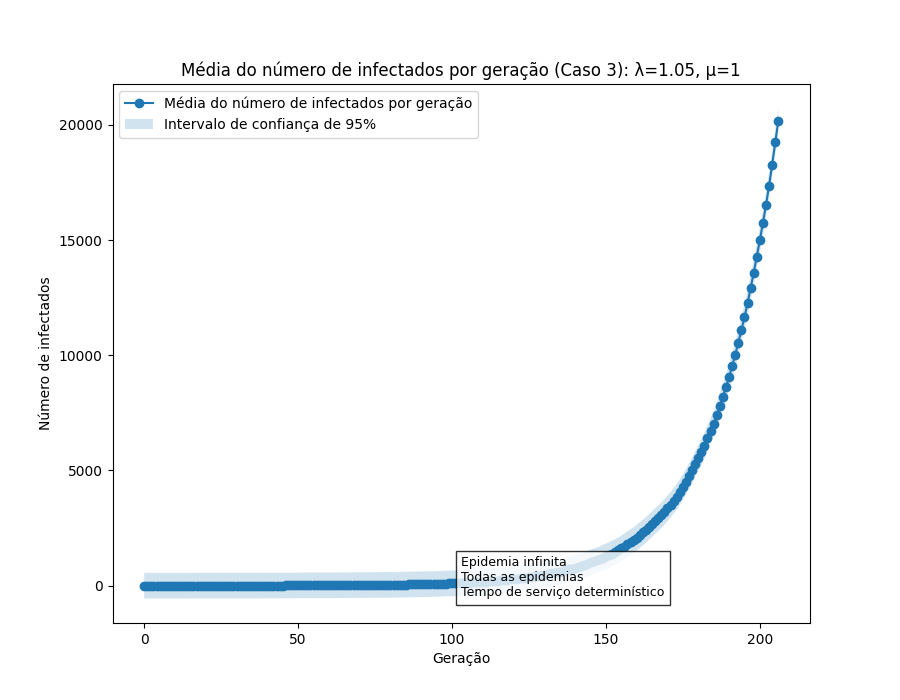 Média do número de infectados por geração (Caso 3): λ=1.05, μ=1
Média do número de infectados por geração
Intervalo de confiança de 95%
20000
15000
10000
5000
0
Número de infectados
Epidemia infinita
Todas as epidemias
Tempo de serviço determinístico
0
50
100
150
200
Geração